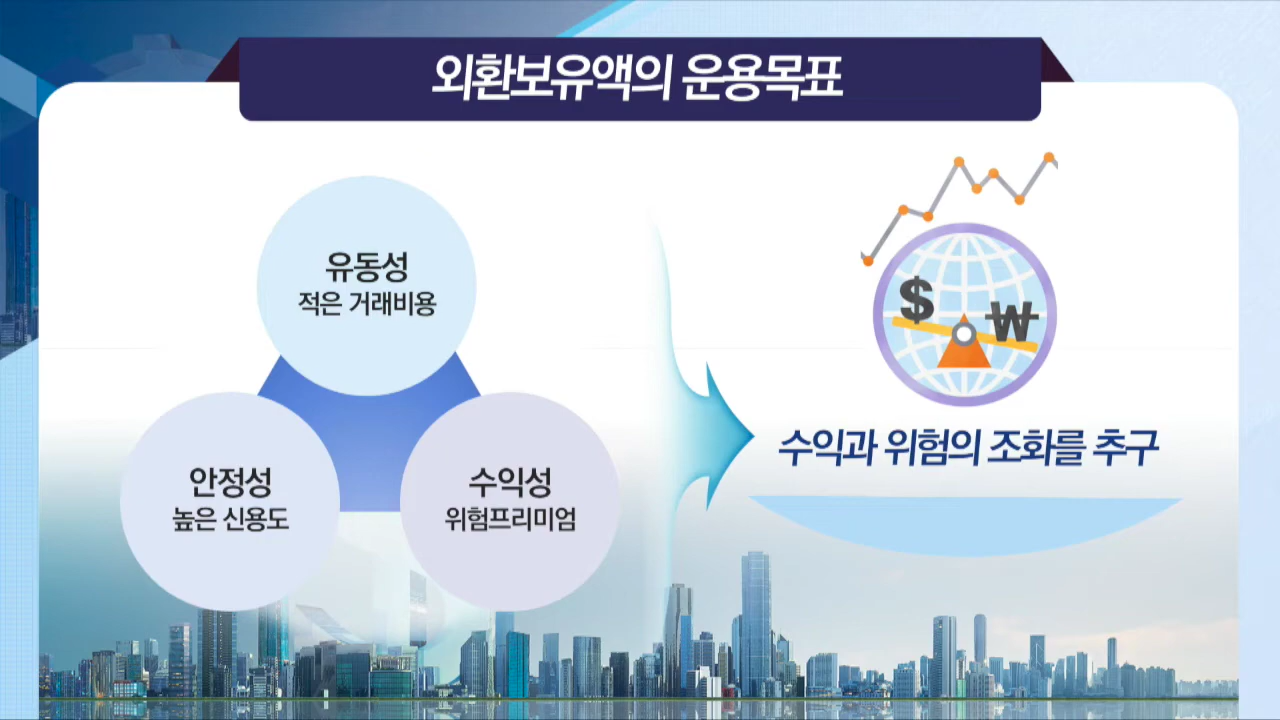 외환보유액의 운용목표
유동성
적은 거래비용
안정성
높은 신용도
수익성
위험프리미엄
$
₩
수익과 위험의 조화를 추구